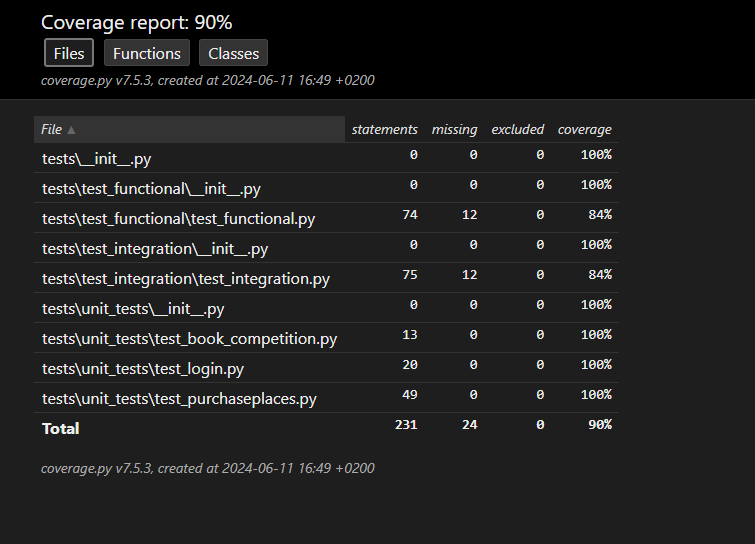 Coverage report: 90%
Files Functions Classes
coverage.py v7.5.3, created at 2024-06-11 16:49 +0200
File ▲ statements missing excluded coverage
tests\__init__.py 0 0 0 100%
tests\test_functional\__init__.py 0 0 0 100%
tests\test_functional\test_functional.py 74 12 0 84%
tests\test_integration\__init__.py 0 0 0 100%
tests\test_integration\test_integration.py 75 12 0 84%
tests\unit_tests\__init__.py 0 0 0 100%
tests\unit_tests\test_book_competition.py 13 0 0 100%
tests\unit_tests\test_login.py 20 0 0 100%
tests\unit_tests\test_purchaseplaces.py 49 0 0 100%
Total 231 24 0 90%
coverage.py v7.5.3, created at 2024-06-11 16:49 +0200